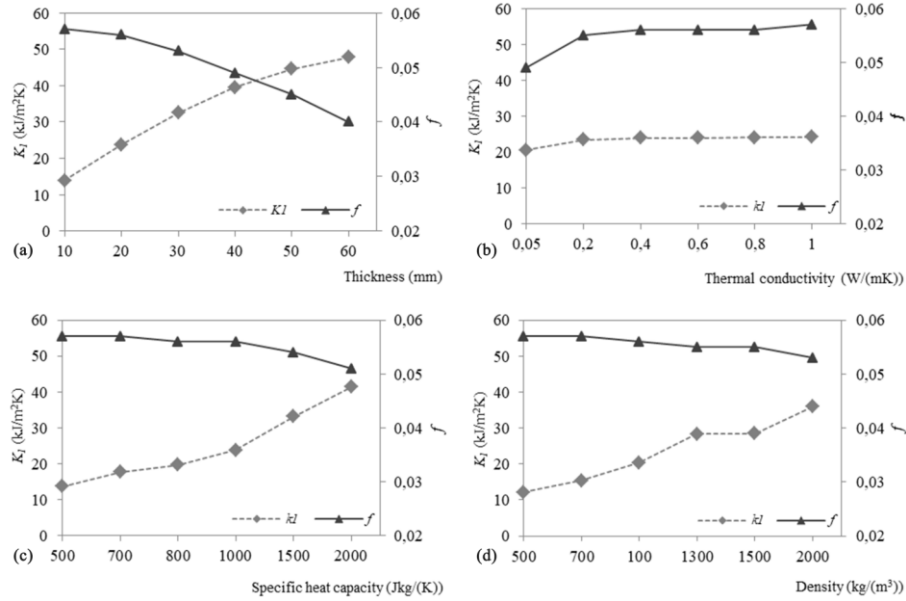 60 0,06
50 0,05
40
30 0,04
20 0,03
10
0 0,02
K₁ (kJ/m²K)
f
K1 f
(a) 10 20 30 40 50 60
Thickness (mm)
60 0,06
50 0,05
40
30 0,04
20 0,03
10
0 0,02
K₁ (kJ/m²K)
f
k1 f
(b) 0,05 0,2 0,4 0,6 0,8 1
Thermal conductivity (W/(mK))
60 0,06
50 0,05
40
30 0,04
20 0,03
10
0 0,02
K₁ (kJ/m²K)
f
k1 f
(c) 500 700 800 1000 1500 2000
Specific heat capacity (Jkg/(K))
60 0,06
50 0,05
40
30 0,04
20 0,03
10
0 0,02
K₁ (kJ/m²K)
f
k1 f
(d) 500 700 100 1300 1500 2000
Density (kg/(m³))